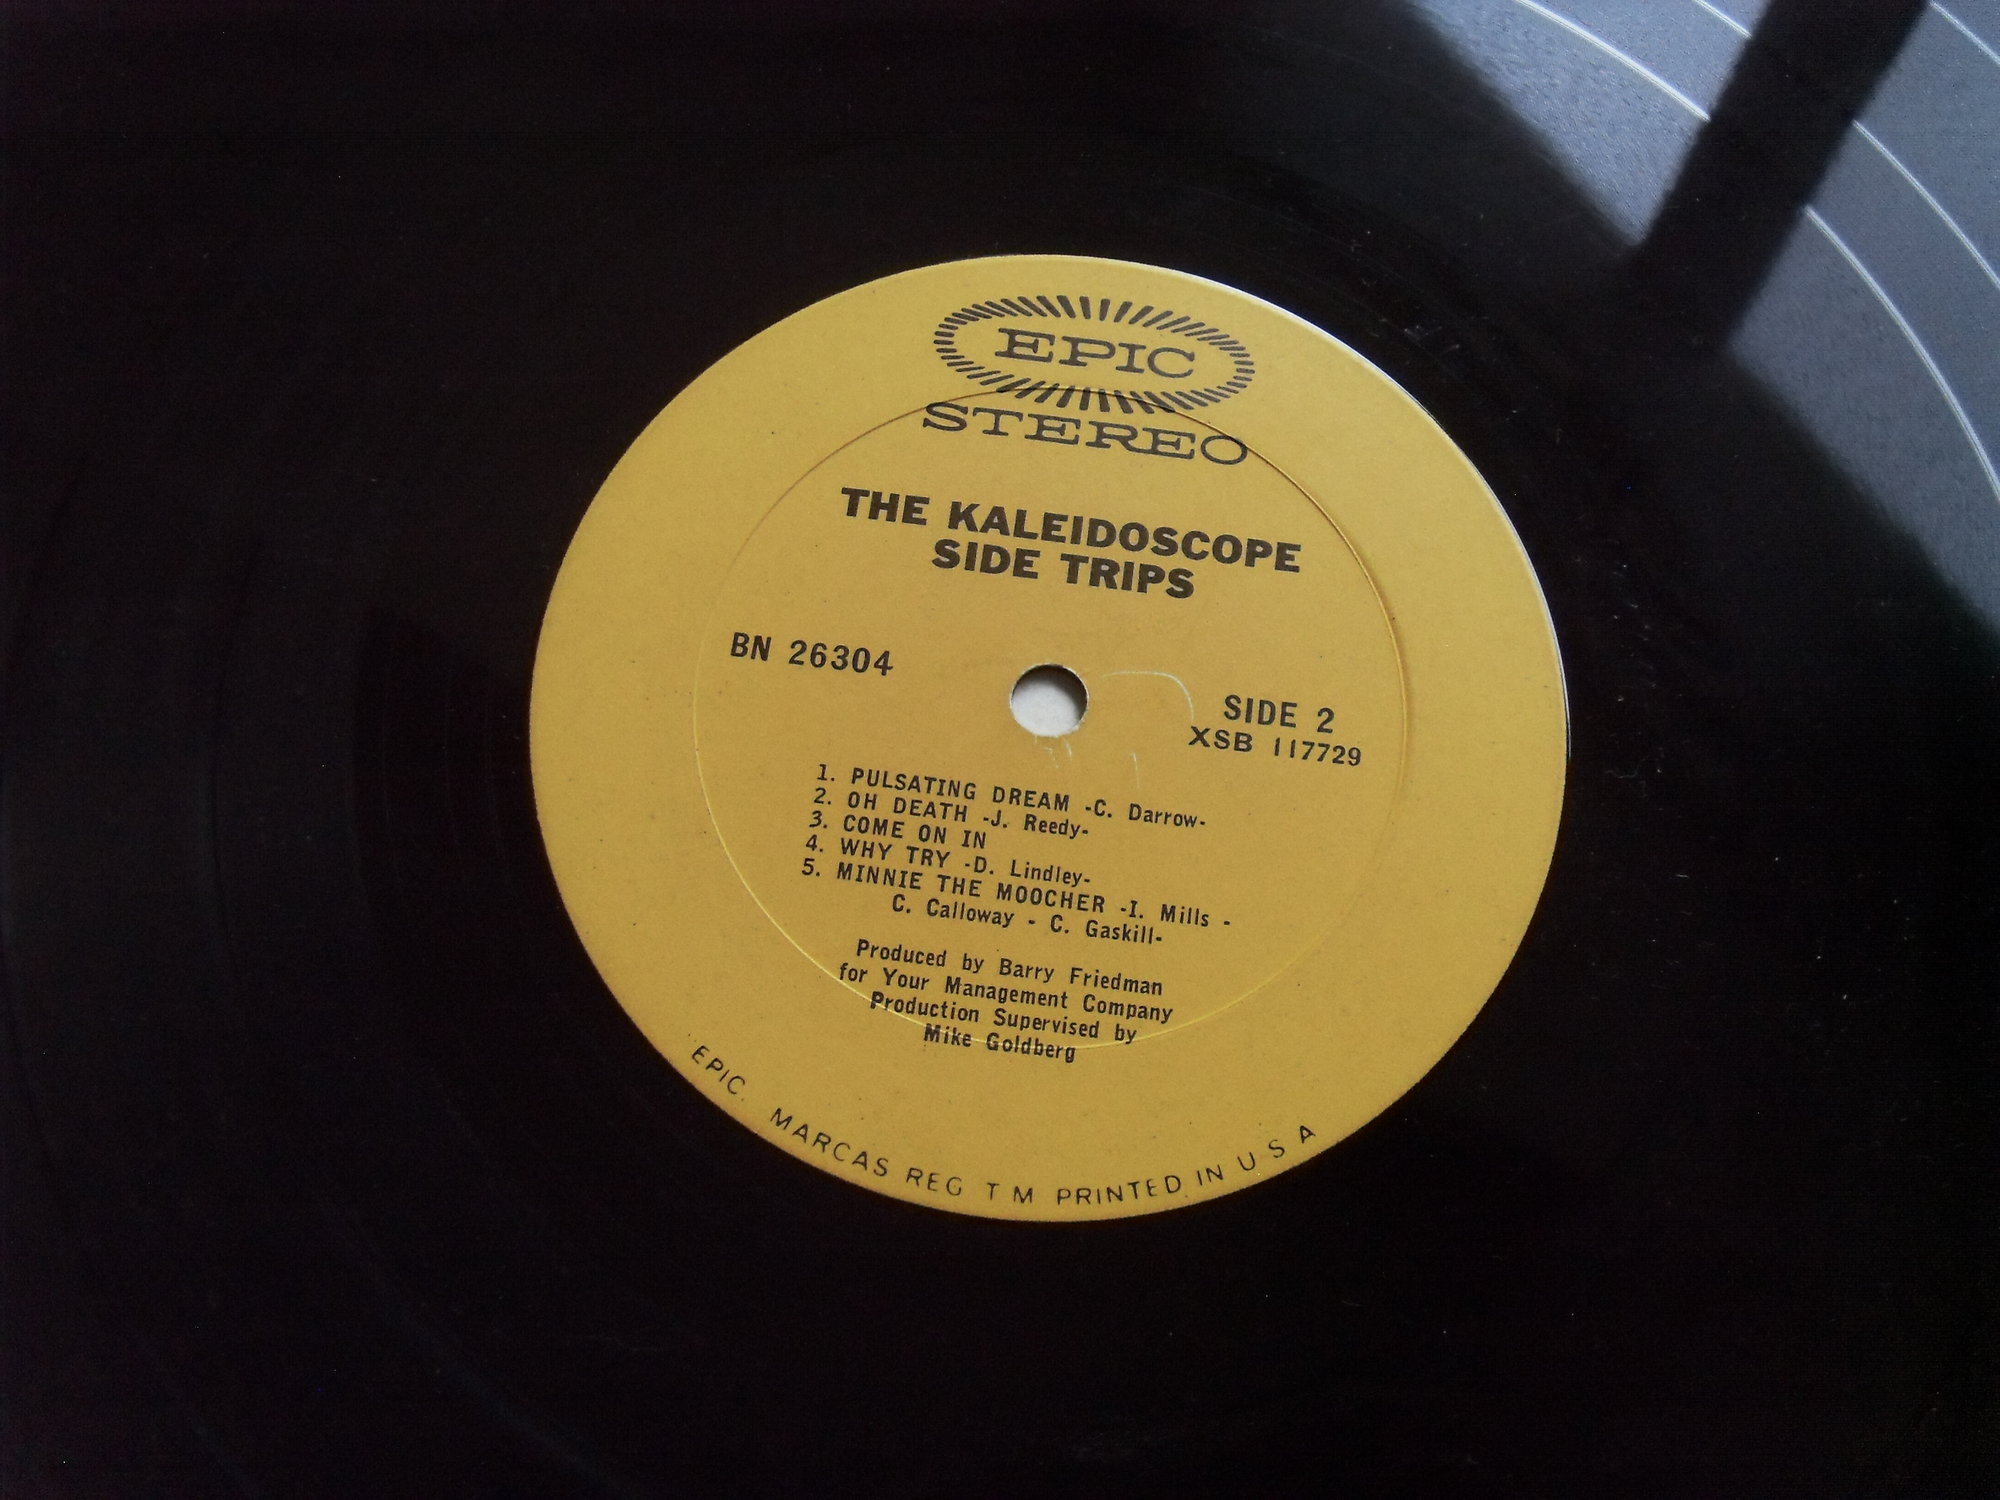 EPIC
STEREO
THE KALEIDOSCOPE
SIDE TRIPS
BN 26304
SIDE 2
XSB 117729
1. PULSATING DREAM -C. Darrow-
2. OH DEATH -J. Reedy-
3. COME ON IN
4. WHY TRY -D. Lindley-
5. MINNIE THE MOOCHER -I. Mills -
C. Calloway - C. Gaskill-
Produced by Barry Friedman
for Your Management Company
Production Supervised by
Mike Goldberg
EPIC. MARCAS REG T M PRINTED IN U S A